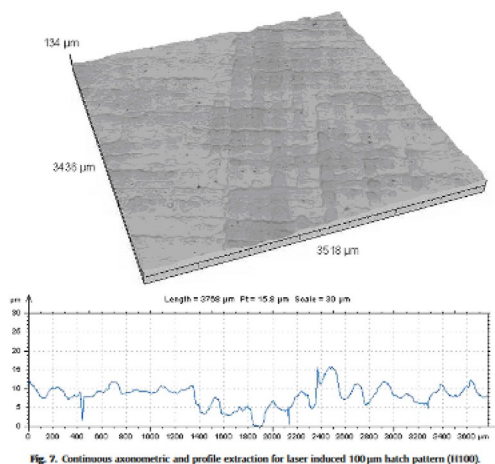 134 µm
3436 µm
3518 µm
Length = 3758 µm Pt = 15.8 µm Scale = 30 µm
µm
30
25
20
15
10
5
0
0 200 400 600 800 1000 1200 1400 1600 1800 2000 2200 2400 2600 2800 3000 3200 3400 3600 µm
Fig. 7. Continuous axonometric and profile extraction for laser induced 100 µm hatch pattern (H100).